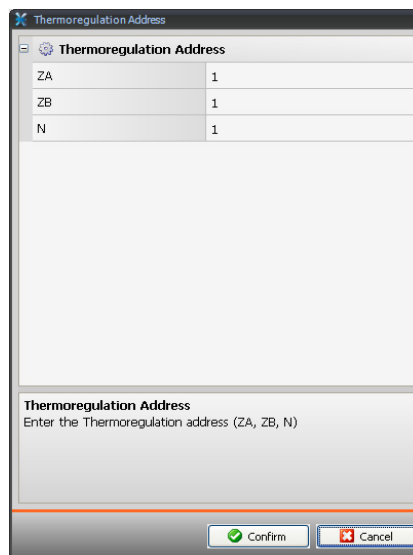 Thermoregulation Address
Thermoregulation Address
ZA 1
ZB 1
N 1
Thermoregulation Address
Enter the Thermoregulation address (ZA, ZB, N)
Confirm Cancel